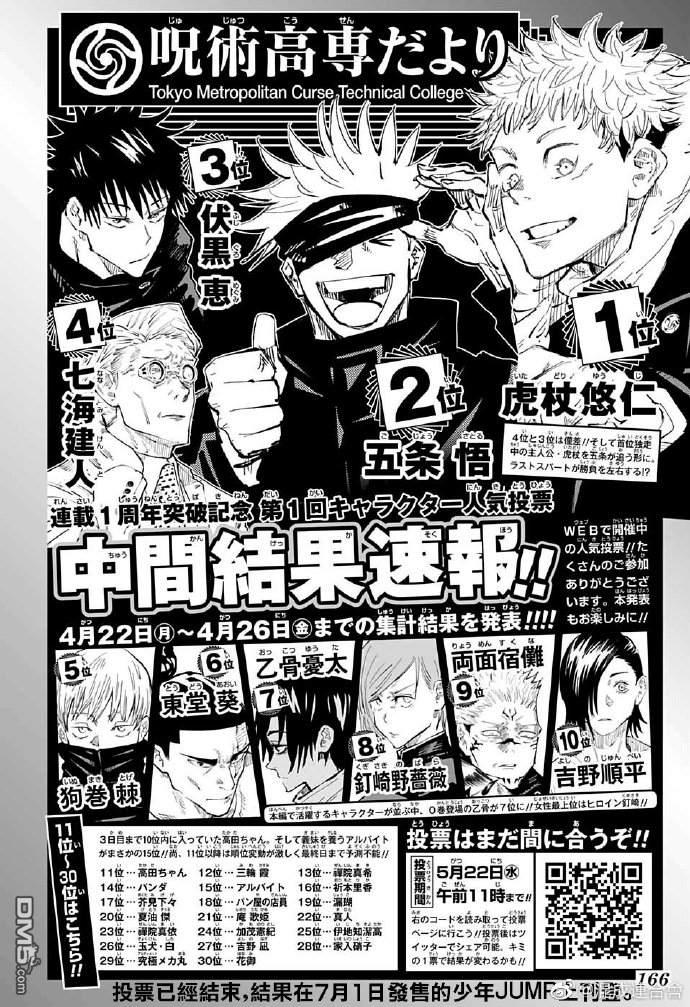 呪術高専だより
Tokyo Metropolitan Curse Technical College
3位
伏黒 恵
4位
七海建人
2位
五条 悟
1位
虎杖悠仁
4位と3位は僅差!!そして首位独走
中の主人公・虎杖を五条が追う形に。
ラストスパートが勝負を左右する!?
連載1周年突破記念 第1回キャラクター人気投票
中間結果速報!!
4月22日(月)〜4月26日(金)までの集計結果を発表!!!!
WEBで開催中
の人気投票!!た
くさんのご参加
ありがとうござ
います。本発表
もお楽しみに!!
5位
狗巻 棘
6位
東堂 葵
乙骨憂太
7位
8位
釘崎野薔薇
両面宿儺
9位
10位
吉野順平
本編で活躍するキャラクターが並ぶ中、0巻登場の乙骨が7位に!!女性最上位はヒロイン釘崎!!
11位〜30位はこちら!!
3日目まで10位内に入っていた高田ちゃん。そして義妹を養うアルバイト
がまさかの15位!!尚、11位以降は順位変動が激しく最終日まで予測不能!!
11位…高田ちゃん 12位…三輪 霞 13位…禪院真希
14位…パンダ 15位…アルバイト 16位…祈本里香
17位…芥見下々 18位…パン屋の店員 19位…漏瑚
20位…夏油 傑 21位…庵 歌姫 22位…真人
23位…禪院真依 24位…加茂憲紀 25位…伊地知潔高
26位…玉犬・白 27位…吉野 凪 28位…家入硝子
29位…究極メカ丸 30位…花御
投票はまだ間に合うぞ!!
投票期間
5月22日(水)
午前11時まで!!
右のコードを読み取って投票
ページに行こう!!投票後はツ
イッターでシェア可能。キミ
の1票で結果が変わるかも!!
166
投票已經結束,結果在7月1日發售的少年JUMP
DM5.com